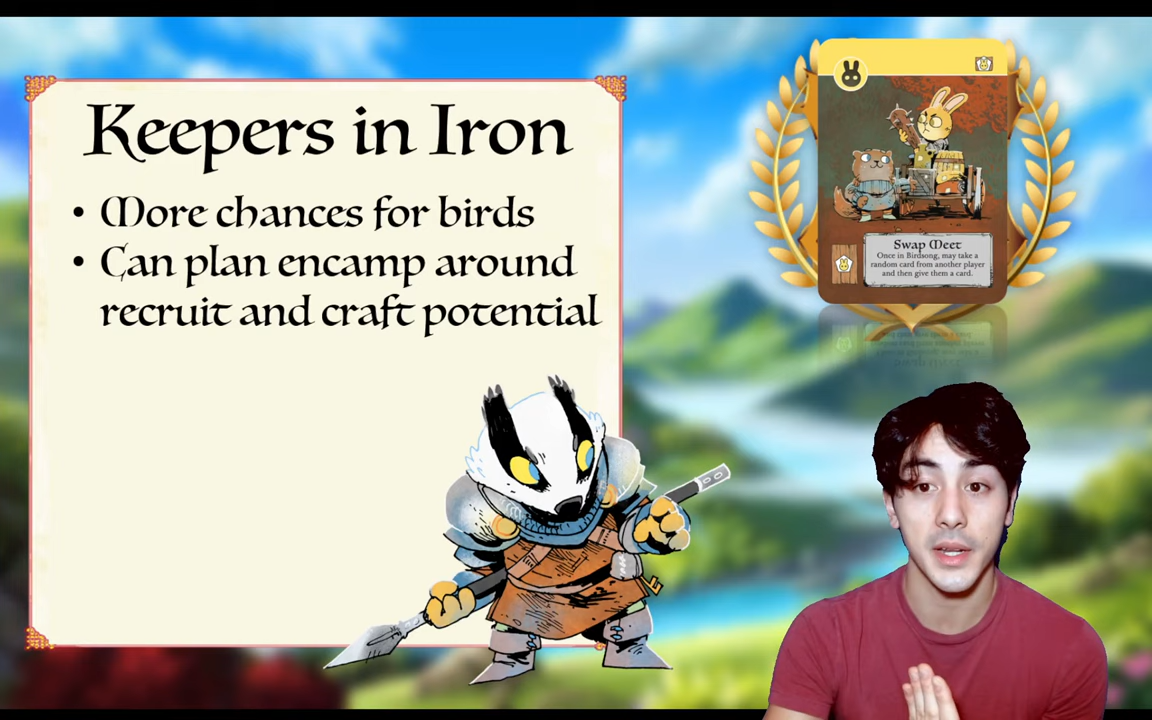 Keepers in Iron
• More chances for birds
• Can plan encamp around
recruit and craft potential
Swap Meet
Once in Birdsong, may take a
random card from another player
and then give them a card.